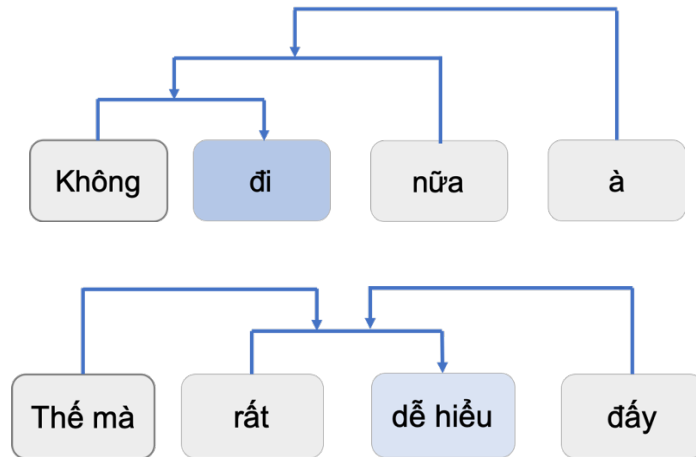 Không đi nữa à
Thế mà rất dễ hiểu đấy